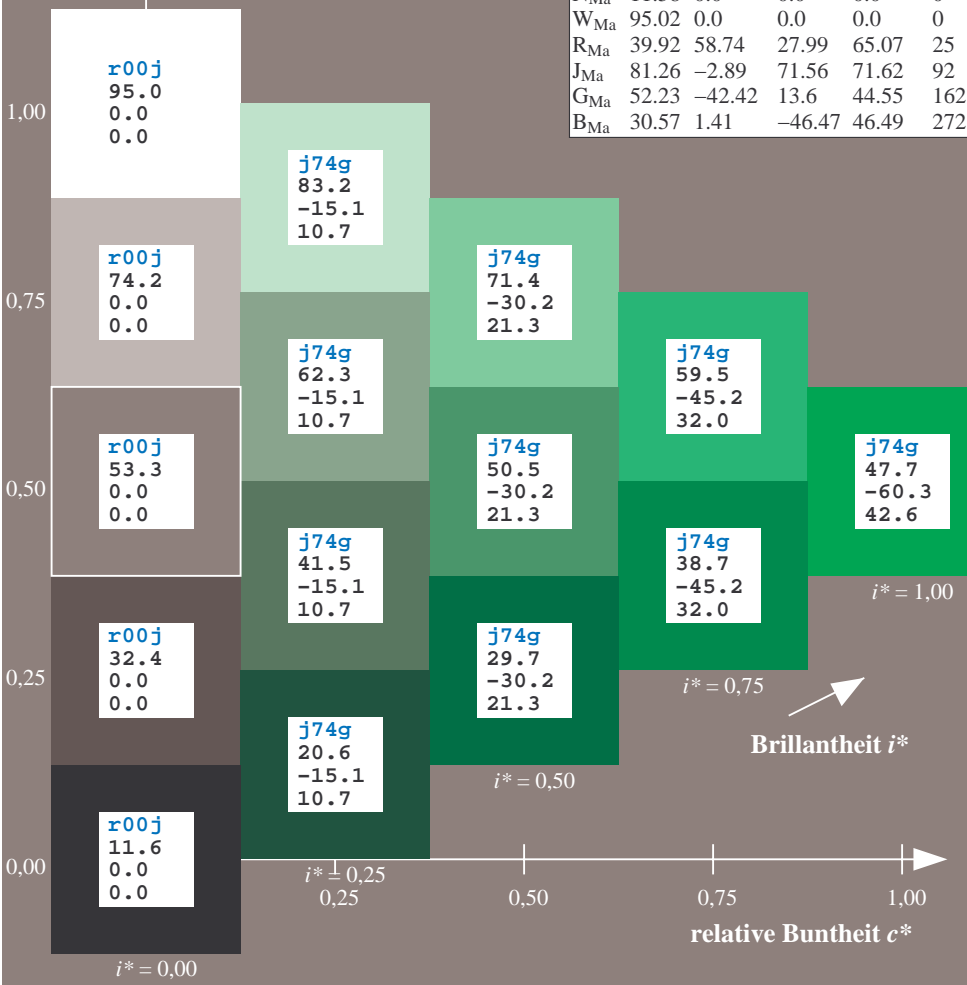 W_Ma 95.02 0.0 0.0 0.0 0
R_Ma 39.92 58.74 27.99 65.07 25
J_Ma 81.26 −2.89 71.56 71.62 92
G_Ma 52.23 −42.42 13.6 44.55 162
B_Ma 30.57 1.41 −46.47 46.49 272
1,00
0,75
0,50
0,25
0,00
r00j
95.0
0.0
0.0
r00j
74.2
0.0
0.0
r00j
53.3
0.0
0.0
r00j
32.4
0.0
0.0
r00j
11.6
0.0
0.0
i* = 0,00
j74g
83.2
-15.1
10.7
j74g
62.3
-15.1
10.7
j74g
41.5
-15.1
10.7
j74g
20.6
-15.1
10.7
i* = 0,25
j74g
71.4
-30.2
21.3
j74g
50.5
-30.2
21.3
j74g
29.7
-30.2
21.3
i* = 0,50
j74g
59.5
-45.2
32.0
j74g
38.7
-45.2
32.0
i* = 0,75
j74g
47.7
-60.3
42.6
i* = 1,00
Brillantheit i*
0,25 0,50 0,75 1,00
relative Buntheit c*